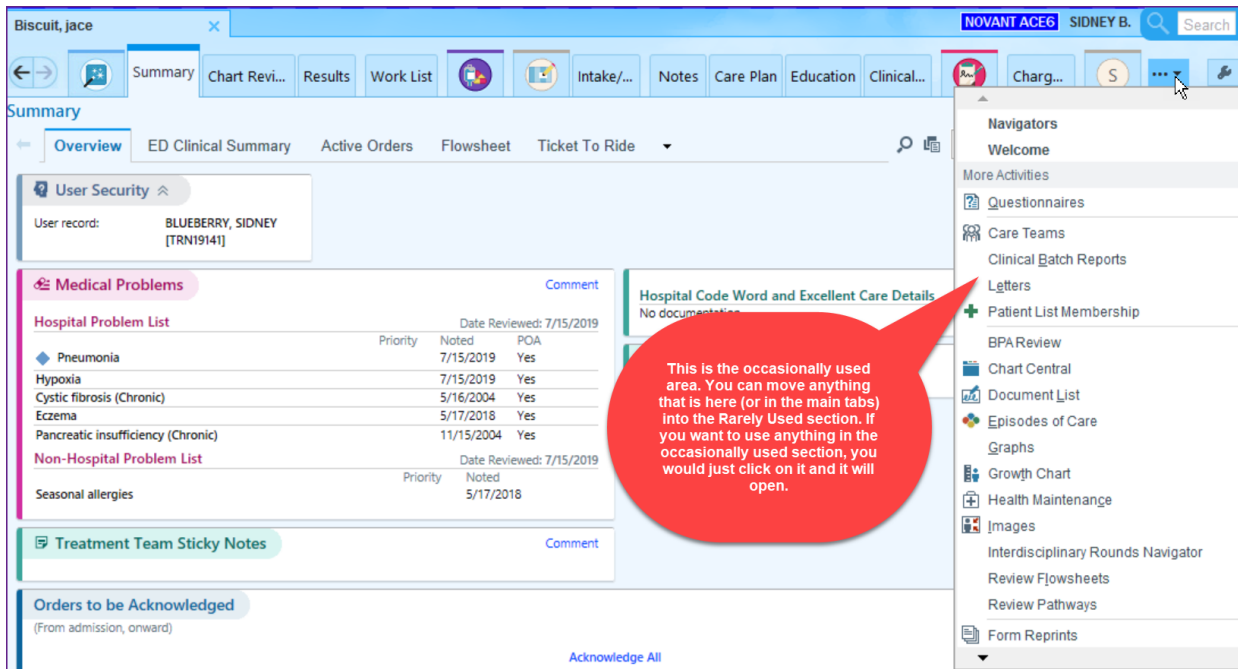 Biscuit, jace
NOVANT ACE6 SIDNEY B. Search
Summary Chart Revi... Results Work List Intake/... Notes Care Plan Education Clinical... Charg... S ...
Summary
Overview ED Clinical Summary Active Orders Flowsheet Ticket To Ride
User Security
User record: BLUEBERRY, SIDNEY
[TRN19141]
Medical Problems Comment
Hospital Problem List Date Reviewed: 7/15/2019
Priority Noted POA
Pneumonia 7/15/2019 Yes
Hypoxia 7/15/2019 Yes
Cystic fibrosis (Chronic) 5/16/2004 Yes
Eczema 5/17/2018 Yes
Pancreatic insufficiency (Chronic) 11/15/2004 Yes
Non-Hospital Problem List Date Reviewed: 7/15/2019
Priority Noted
Seasonal allergies 5/17/2018
Treatment Team Sticky Notes Comment
Orders to be Acknowledged
(From admission, onward)
Acknowledge All
Hospital Code Word and Excellent Care Details
No documentation
This is the occasionally used
area. You can move anything
that is here (or in the main tabs)
into the Rarely Used section. If
you want to use anything in the
occasionally used section, you
would just click on it and it will
open.
Navigators
Welcome
More Activities
Questionnaires
Care Teams
Clinical Batch Reports
Letters
Patient List Membership
BPA Review
Chart Central
Document List
Episodes of Care
Graphs
Growth Chart
Health Maintenance
Images
Interdisciplinary Rounds Navigator
Review Flowsheets
Review Pathways
Form Reprints